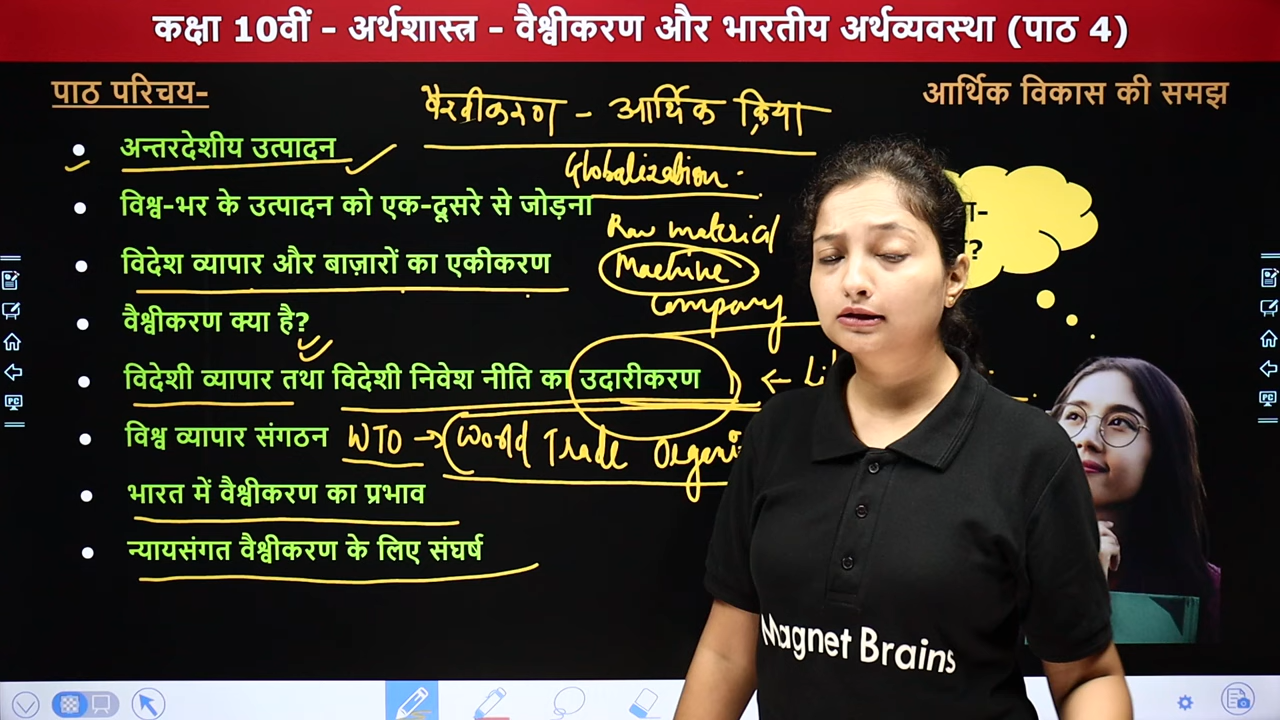 कक्षा 10वीं - अर्थशास्त्र - वैश्वीकरण और भारतीय अर्थव्यवस्था (पाठ 4)
पाठ परिचय-
वैश्वीकरण - आर्थिक क्रिया
आर्थिक विकास की समझ
अन्तरदेशीय उत्पादन
Globalization.
विश्व-भर के उत्पादन को एक-दूसरे से जोड़ना
Raw material
विदेश व्यापार और बाज़ारों का एकीकरण
Machine
Company
वैश्वीकरण क्या है?
विदेशी व्यापार तथा विदेशी निवेश नीति का उदारीकरण ←
विश्व व्यापार संगठन WTO → (World Trade
भारत में वैश्वीकरण का प्रभाव
न्यायसंगत वैश्वीकरण के लिए संघर्ष
Magnet Brains
PC
PC